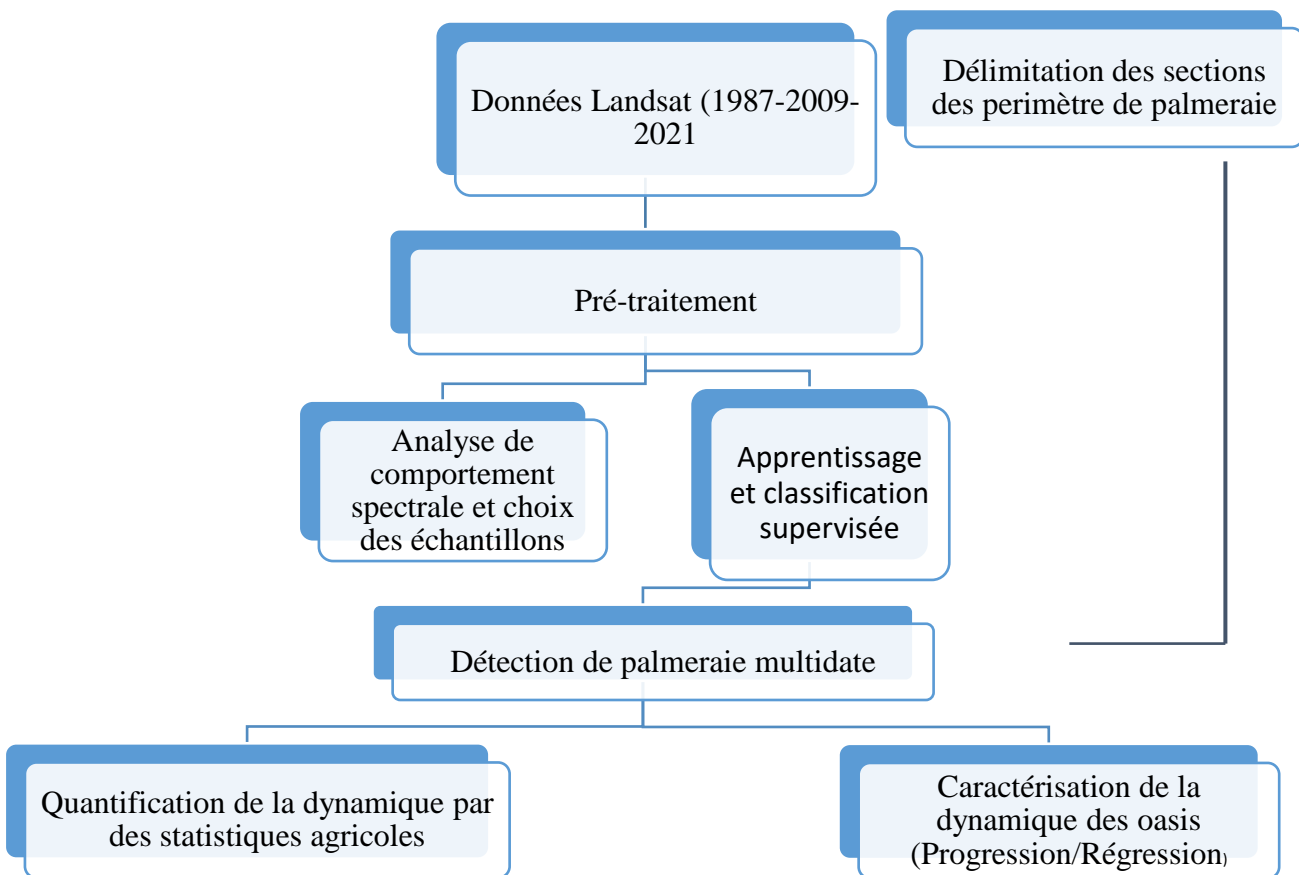 Données Landsat (1987-2009-
2021
Délimitation des sections
des perimètre de palmeraie
Pré-traitement
Analyse de
comportement
spectrale et choix
des échantillons
Apprentissage
et classification
supervisée
Détection de palmeraie multidate
Quantification de la dynamique par
des statistiques agricoles
Caractérisation de la
dynamique des oasis
(Progression/Régression)